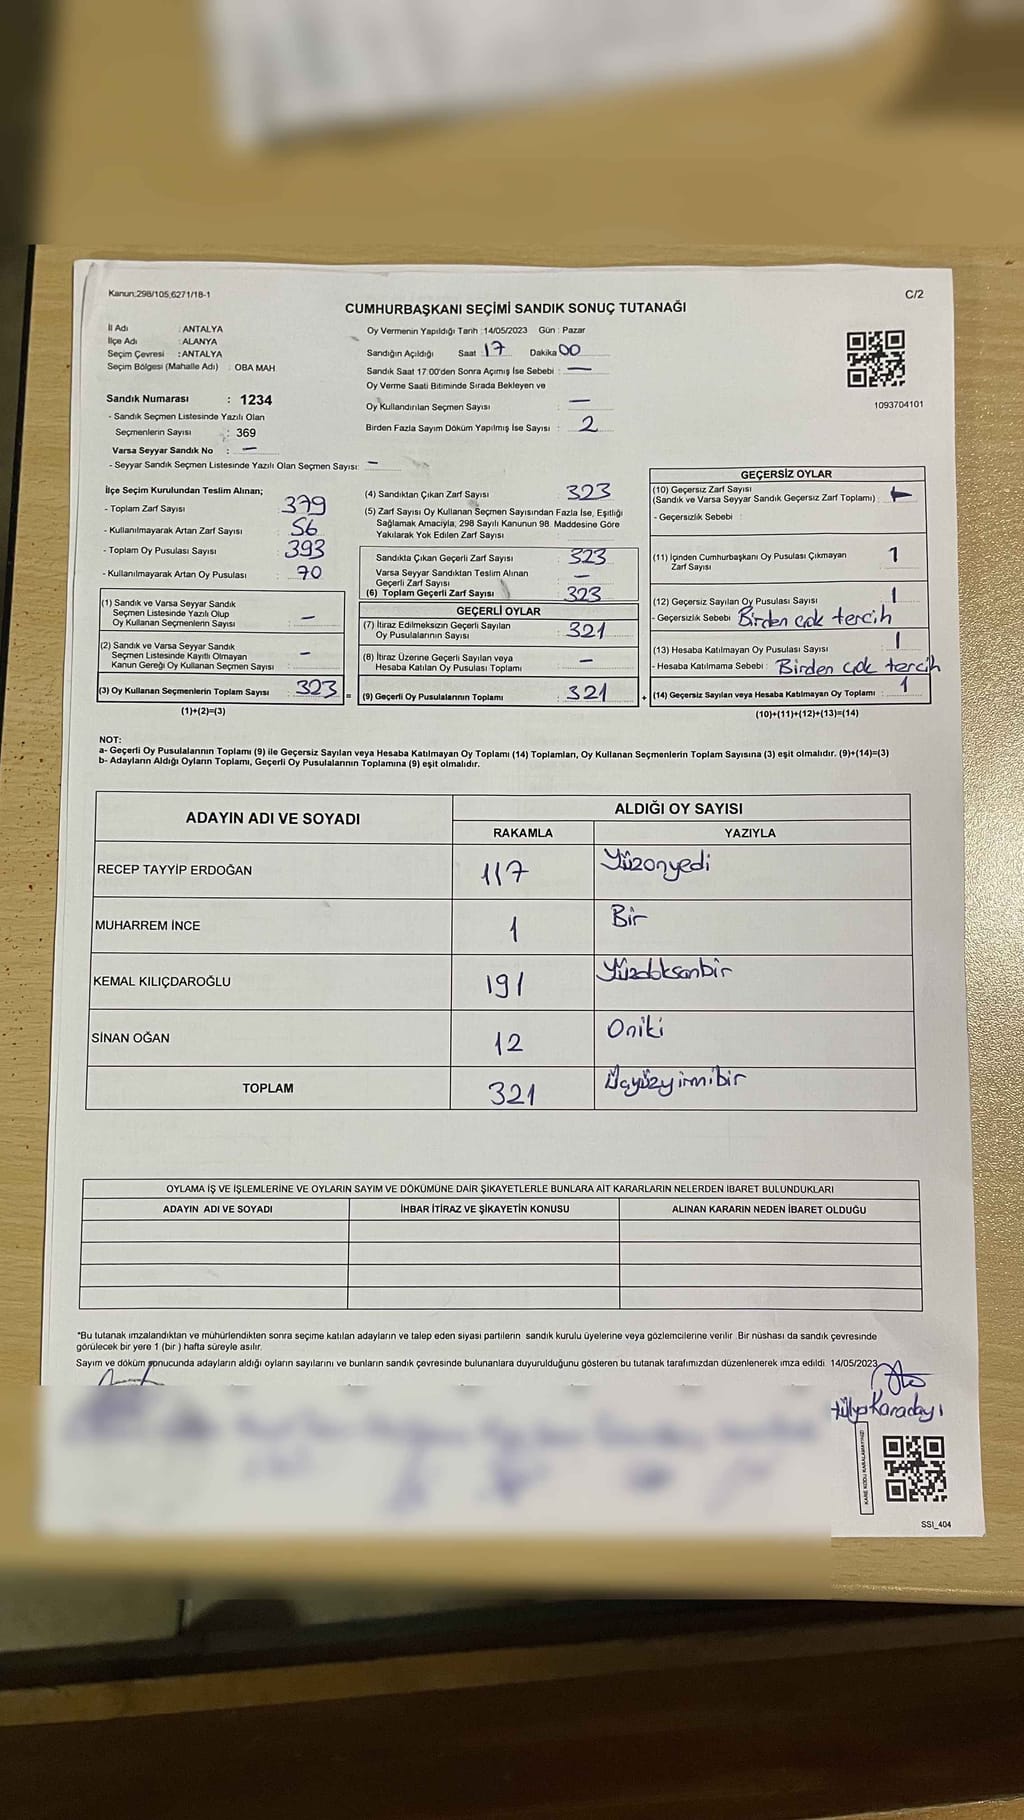 Kanun:298/105,6271/18-1
C/2
CUMHURBAŞKANI SEÇİMİ SANDIK SONUÇ TUTANAĞI
İl Adı : ANTALYA
İlçe Adı : ALANYA
Seçim Çevresi : ANTALYA
Seçim Bölgesi (Mahalle Adı) : OBA MAH
Sandık Numarası : 1234
- Sandık Seçmen Listesinde Yazılı Olan
Seçmenlerin Sayısı : 369
Varsa Seyyar Sandık No : —
- Seyyar Sandık Seçmen Listesinde Yazılı Olan Seçmen Sayısı: —
Oy Vermenin Yapıldığı Tarih :14/05/2023 Gün : Pazar
Sandığın Açıldığı Saat :17 Dakika 00
Sandık Saat 17:00'den Sonra Açımış İse Sebebi : —
Oy Verme Saati Bitiminde Sırada Bekleyen ve
Oy Kullandırılan Seçmen Sayısı : —
Birden Fazla Sayım Döküm Yapılmış İse Sayısı : 2
1093704101
İlçe Seçim Kurulundan Teslim Alınan;
- Toplam Zarf Sayısı : 379
- Kullanılmayarak Artan Zarf Sayısı : 56
- Toplam Oy Pusulası Sayısı : 393
- Kullanılmayarak Artan Oy Pusulası : 70
(1) Sandık ve Varsa Seyyar Sandık
Seçmen Listesinde Yazılı Olup
Oy Kullanan Seçmenlerin Sayısı : —
(2) Sandık ve Varsa Seyyar Sandık
Seçmen Listesinde Kayıtlı Olmayan
Kanun Gereği Oy Kullanan Seçmen Sayısı : —
(3) Oy Kullanan Seçmenlerin Toplam Sayısı : 323
(1)+(2)=(3)
=
(4) Sandıktan Çıkan Zarf Sayısı : 323
(5) Zarf Sayısı Oy Kullanan Seçmen Sayısından Fazla İse, Eşitliği
Sağlamak Amacıyla; 298 Sayılı Kanunun 98. Maddesine Göre
Yakılarak Yok Edilen Zarf Sayısı :
Sandıkta Çıkan Geçerli Zarf Sayısı : 323
Varsa Seyyar Sandıktan Teslim Alınan
Geçerli Zarf Sayısı : —
(6) Toplam Geçerli Zarf Sayısı : 323
GEÇERLİ OYLAR
(7) İtiraz Edilmeksizin Geçerli Sayılan
Oy Pusulalarının Sayısı : 321
(8) İtiraz Üzerine Geçerli Sayılan veya
Hesaba Katılan Oy Pusulası Toplamı : —
(9) Geçerli Oy Pusulalarının Toplamı : 321
+
GEÇERSİZ OYLAR
(10) Geçersiz Zarf Sayısı
(Sandık ve Varsa Seyyar Sandık Geçersiz Zarf Toplamı) :
- Geçersizlik Sebebi :
(11) İçinden Cumhurbaşkanı Oy Pusulası Çıkmayan
Zarf Sayısı : 1
(12) Geçersiz Sayılan Oy Pusulası Sayısı : 1
- Geçersizlik Sebebi : Birden çok tercih
(13) Hesaba Katılmayan Oy Pusulası Sayısı : 1
- Hesaba Katılmama Sebebi : Birden çok tercih
(14) Geçersiz Sayılan veya Hesaba Katılmayan Oy Toplamı : 1
(10)+(11)+(12)+(13)=(14)
NOT:
a- Geçerli Oy Pusulalarının Toplamı (9) ile Geçersiz Sayılan veya Hesaba Katılmayan Oy Toplamı (14) Toplamları, Oy Kullanan Seçmenlerin Toplam Sayısına (3) eşit olmalıdır. (9)+(14)=(3)
b- Adayların Aldığı Oyların Toplamı, Geçerli Oy Pusulalarının Toplamına (9) eşit olmalıdır.
ADAYIN ADI VE SOYADI
ALDIĞI OY SAYISI
RAKAMLA YAZIYLA
RECEP TAYYİP ERDOĞAN 117 Yüzonyedi
MUHARREM İNCE 1 Bir
KEMAL KILIÇDAROĞLU 191 Yüzdoksanbir
SİNAN OĞAN 12 Oniki
TOPLAM 321 Üçyüzyirmibir
OYLAMA İŞ VE İŞLEMLERİNE VE OYLARIN SAYIM VE DÖKÜMÜNE DAİR ŞİKAYETLERLE BUNLARA AİT KARARLARIN NELERDEN İBARET BULUNDUKLARI
ADAYIN ADI VE SOYADI İHBAR İTİRAZ VE ŞİKAYETİN KONUSU ALINAN KARARIN NEDEN İBARET OLDUĞU
*Bu tutanak imzalandıktan ve mühürlendikten sonra seçime katılan adayların ve talep eden siyasi partilerin sandık kurulu üyelerine veya gözlemcilerine verilir .Bir nüshası da sandık çevresinde
görülecek bir yere 1 (bir ) hafta süreyle asılır.
Sayım ve döküm sonucunda adayların aldığı oyların sayılarını ve bunların sandık çevresinde bulunanlara duyurulduğunu gösteren bu tutanak tarafımızdan düzenlenerek imza edildi. 14/05/2023
Tülya Karadayı
KARE KODU KARALAMAYINIZ!
SSI_404